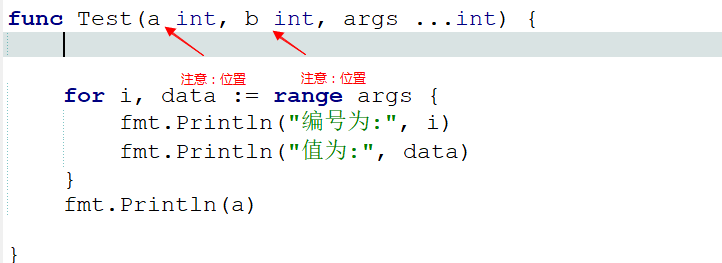 func Test(a int, b int, args ...int) {
注意：位置 注意：位置
for i, data := range args {
fmt.Println("编号为:", i)
fmt.Println("值为:", data)
}
fmt.Println(a)
}